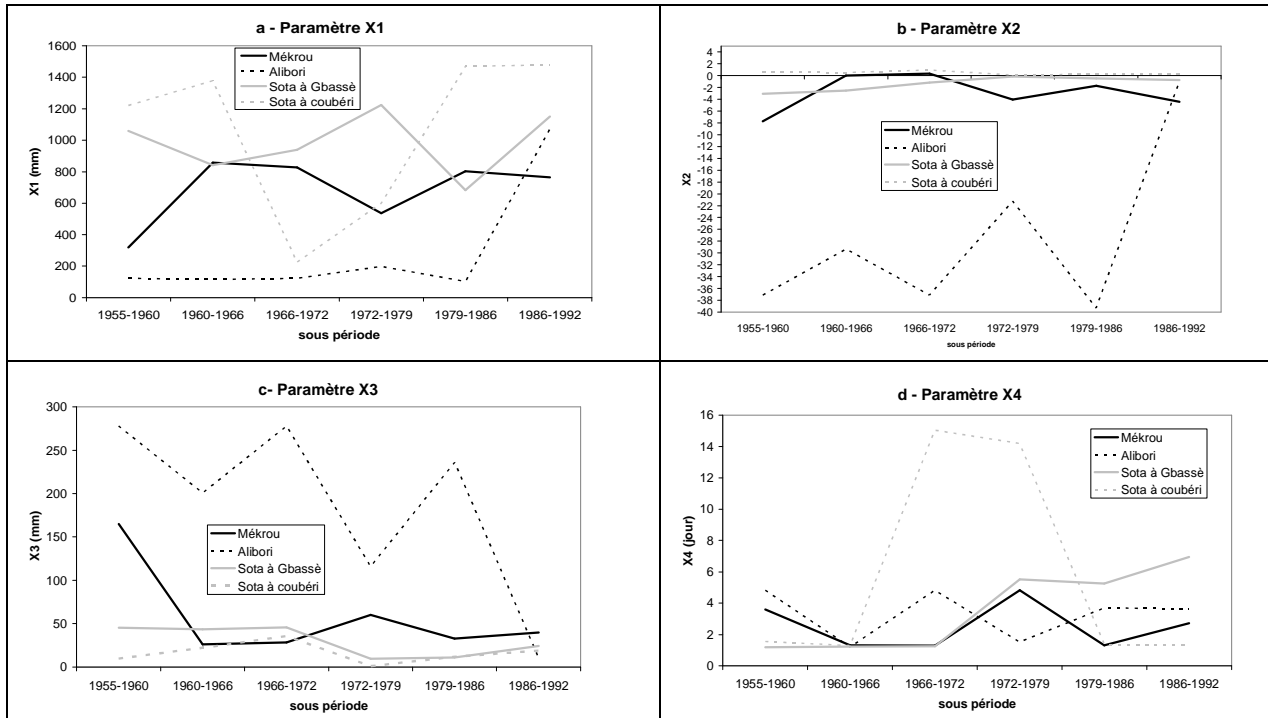 a - Paramètre X1
1600
1400
1200
1000
800
600
400
200
0
X1 (mm)
Mékrou
Alibori
Sota à Gbassè
Sota à coubéri
1955-1960 1960-1966 1966-1972 1972-1979 1979-1986 1986-1992
sous période
b - Paramètre X2
4
2
0
-2
-4
-6
-8
-10
-12
-14
-16
-18
-20
-22
-24
-26
-28
-30
-32
-34
-36
-38
-40
X2
Mékrou
Alibori
Sota à Gbassè
Sota à coubéri
1955-1960 1960-1966 1966-1972 1972-1979 1979-1986 1986-1992
sous période
c- Paramètre X3
300
250
200
150
100
50
0
X3 (mm)
Mékrou
Alibori
Sota à Gbassè
Sota à coubéri
1955-1960 1960-1966 1966-1972 1972-1979 1979-1986 1986-1992
sous période
d - Paramètre X4
16
14
12
10
8
6
4
2
0
X4 (jour)
Mékrou
Alibori
Sota à Gbassè
Sota à coubéri
1955-1960 1960-1966 1966-1972 1972-1979 1979-1986 1986-1992
sous période